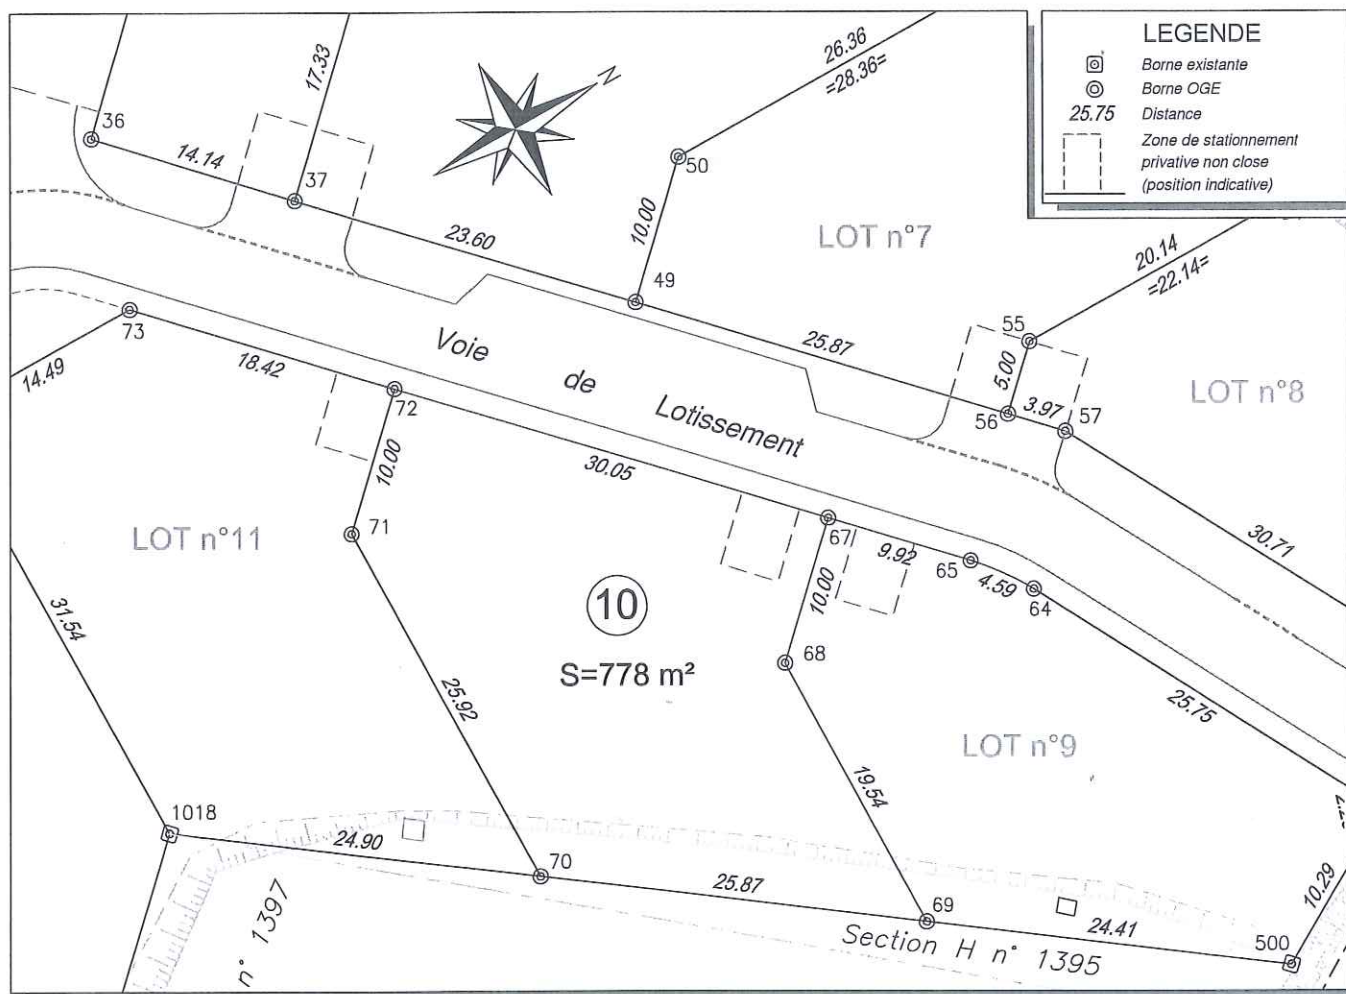 LEGENDE
Borne existante
Borne OGE
25.75 Distance
Zone de stationnement
privative non close
(position indicative)
N
17.33
26.36
=28.36=
36
14.14
37
50
10.00
LOT n°7
23.60
49
20.14
=22.14=
73
14.49
18.42
Voie de Lotissement
25.87
55
5.00
3.97
56
57
LOT n°8
72
10.00
30.05
71
LOT n°11
67
9.92
65
4.59
64
30.71
10.00
10
68
S=778 m²
31.54
25.92
25.75
LOT n°9
19.54
1018
24.90
70
25.87
69
24.41
10.29
500
n° 1397
Section H n° 1395